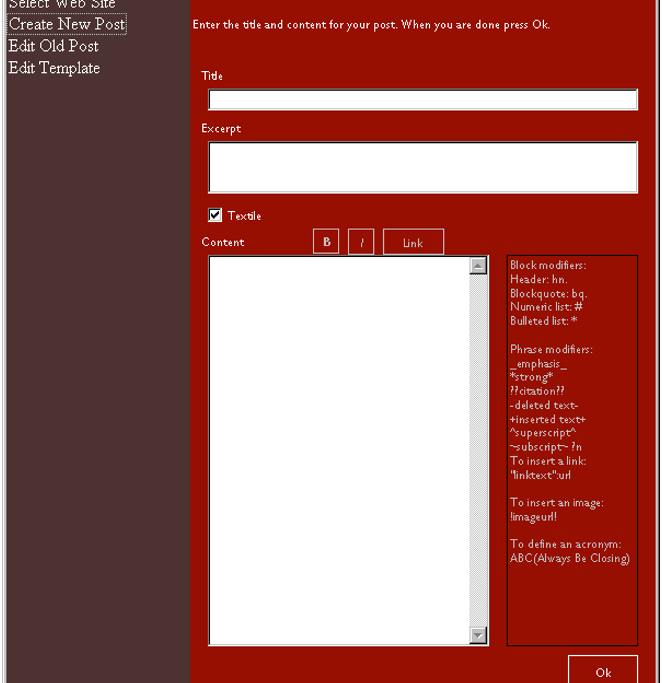 Select Web Site
Create New Post
Edit Old Post
Edit Template
Enter the title and content for your post. When you are done press Ok.
Title
Excerpt
Textile
Content
B
I
Link
Block modifiers:
Header: hn.
Blockquote: bq.
Numeric list: #
Bulleted list: *
Phrase modifiers:
_emphasis_
*strong*
??citation??
-deleted text-
+inserted text+
^superscript^
~subscript~ ?n
To insert a link:
"linktext":url
To insert an image:
!imageurl!
To define an acronym:
ABC(Always Be Closing)
Ok